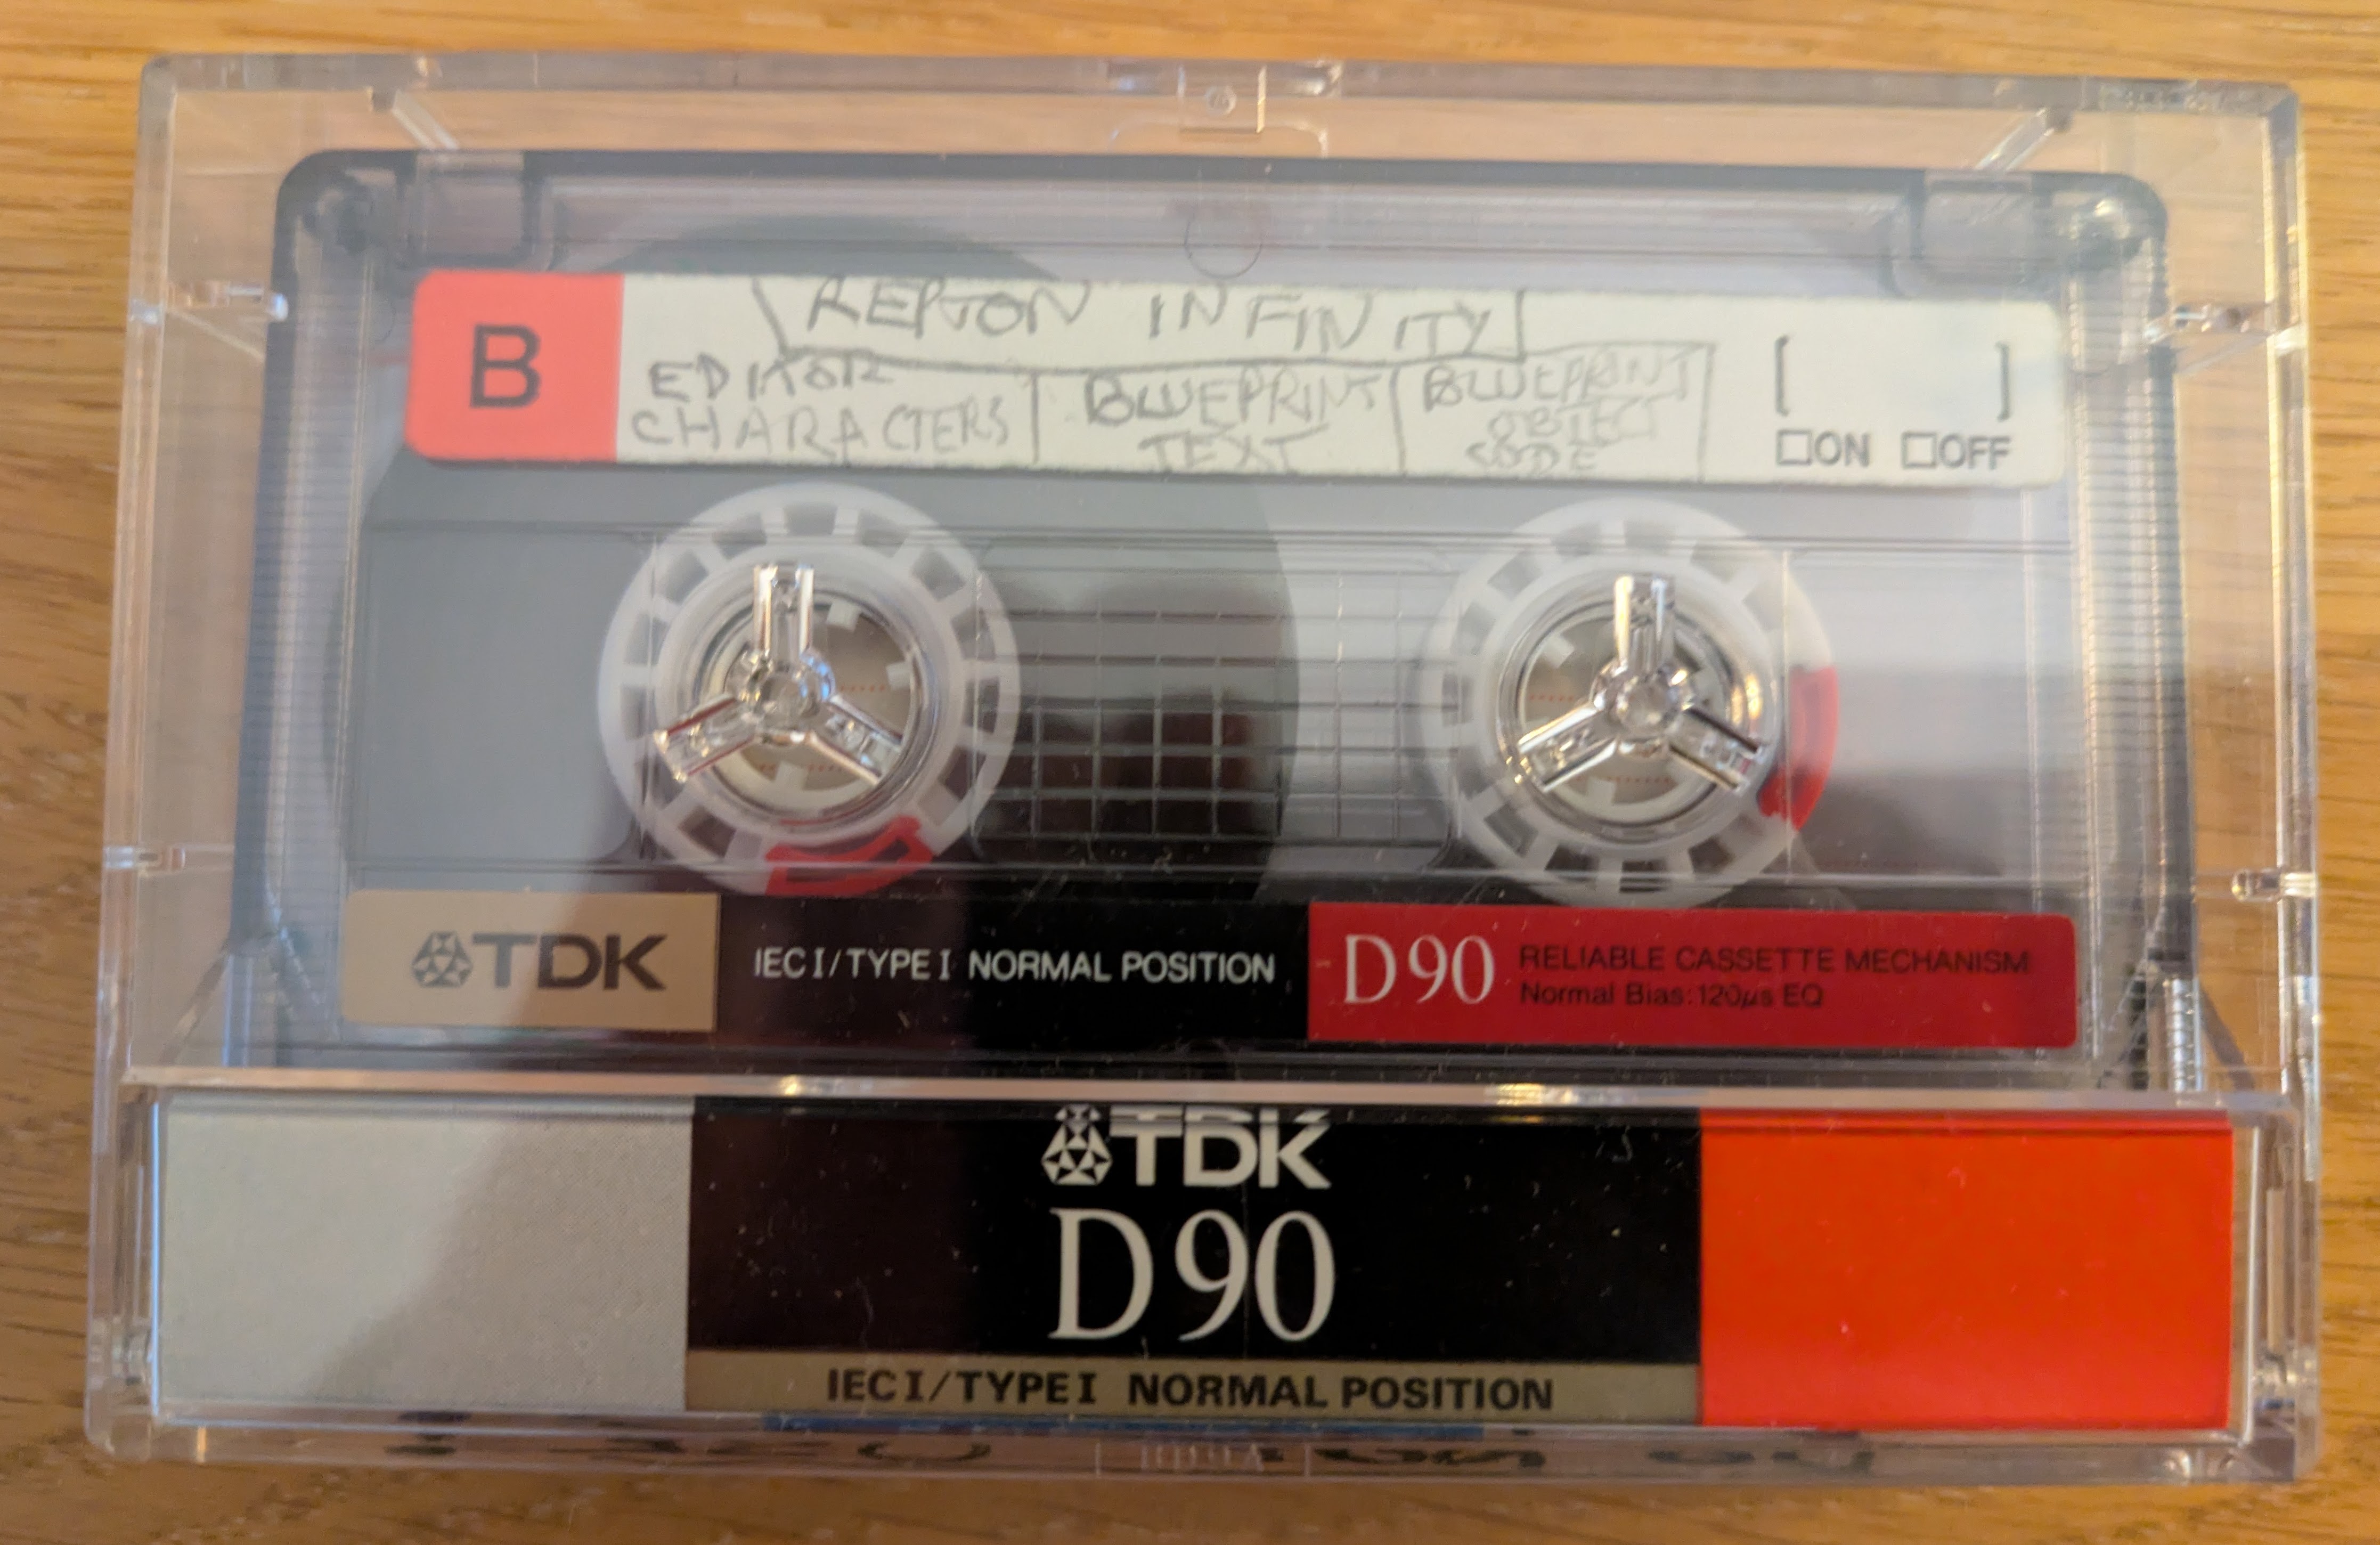 REPTON INFINITY
B
EDITOR CHARACTERS
BLUEPRINT TEXT
BLUEPRINT OBJECT CODE
[ ]
ON OFF
TDK
IEC I/TYPE I NORMAL POSITION
D90
RELIABLE CASSETTE MECHANISM
Normal Bias:120μs EQ
TDK
D90
IEC I/TYPE I NORMAL POSITION